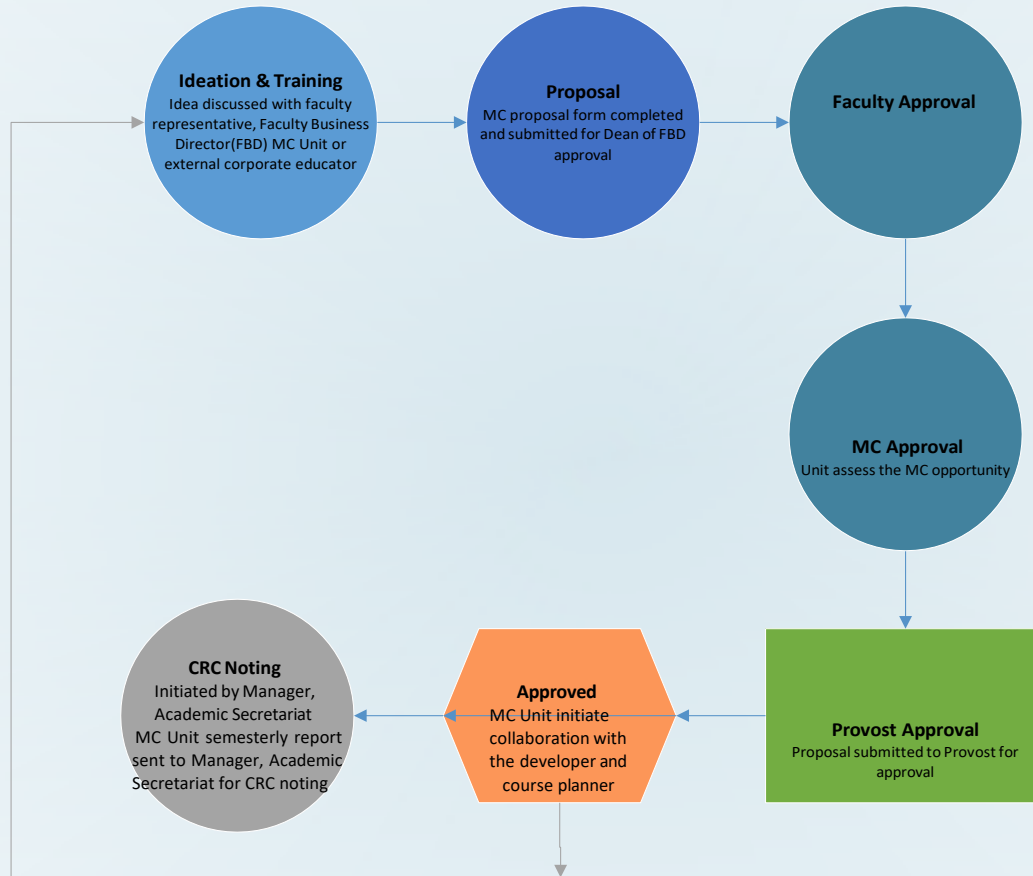 Ideation & Training
Idea discussed with faculty
representative, Faculty Business
Director(FBD) MC Unit or
external corporate educator
Proposal
MC proposal form completed
and submitted for Dean of FBD
approval
Faculty Approval
MC Approval
Unit assess the MC opportunity
CRC Noting
Initiated by Manager,
Academic Secretariat
MC Unit semesterly report
sent to Manager, Academic
Secretariat for CRC noting
Approved
MC Unit initiate
collaboration with
the developer and
course planner
Provost Approval
Proposal submitted to Provost for
approval